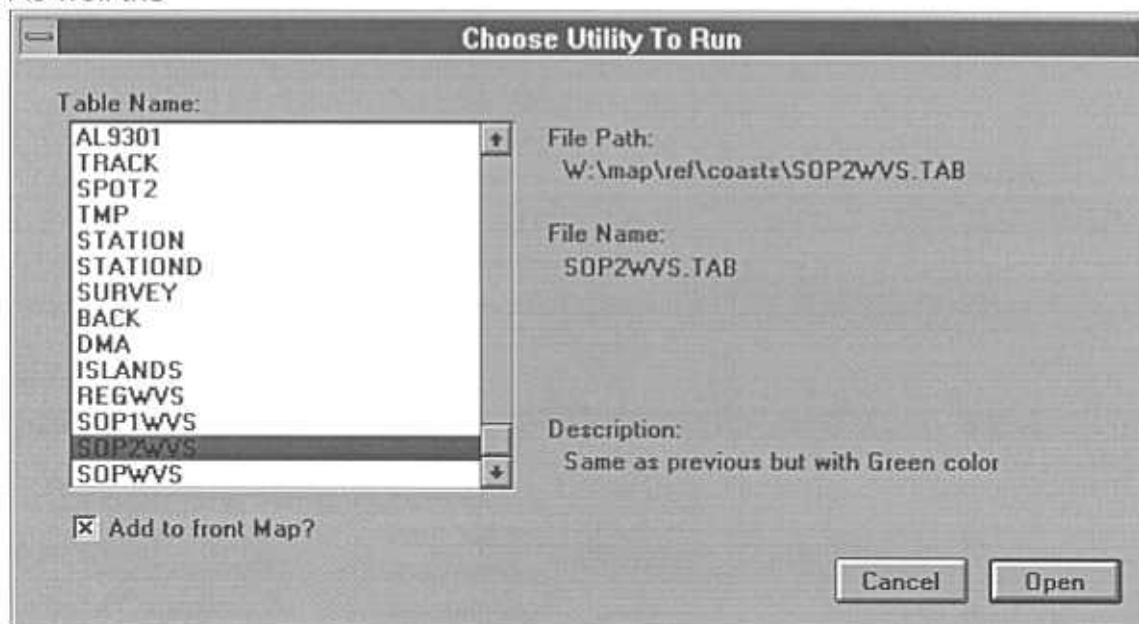 Choose Utility To Run
Table Name:
AL9301
TRACK
SPOT2
TMP
STATION
STATIOND
SURVEY
BACK
DMA
ISLANDS
REGWVS
SOP1WVS
SOP2WVS
SOPWVS
Add to front Map?
File Path:
W:\map\ref\coasts\SOP2WVS.TAB
File Name:
SOP2WVS.TAB
Description:
Same as previous but with Green color
Cancel
Open